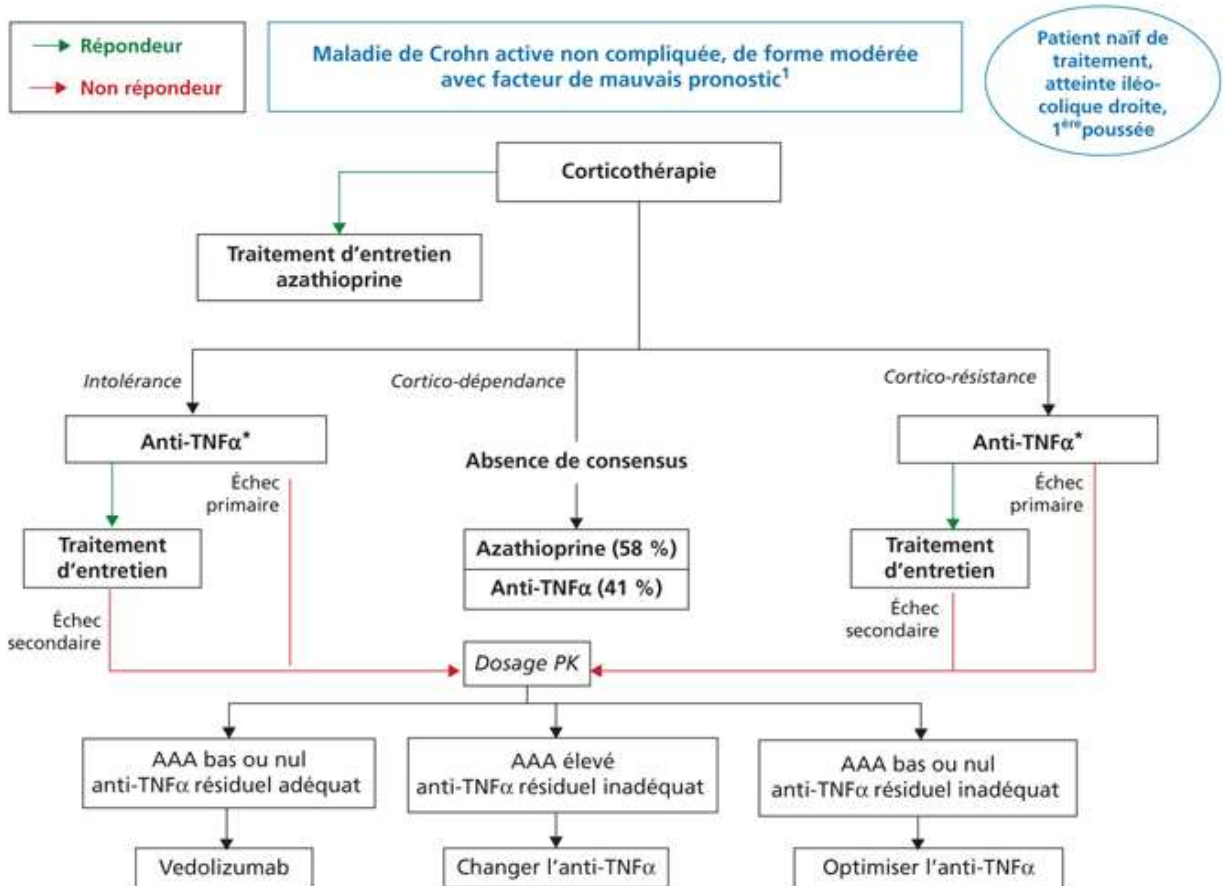 Répondeur
Non répondeur
Maladie de Crohn active non compliquée, de forme modérée
avec facteur de mauvais pronostic1
Patient naïf de
traitement,
atteinte iléo-
colique droite,
1ère poussée
Corticothérapie
Traitement d'entretien
azathioprine
Intolérance
Cortico-dépendance
Cortico-résistance
Anti-TNFα*
Absence de consensus
Anti-TNFα*
Échec
primaire
Échec
primaire
Traitement
d'entretien
Azathioprine (58 %)
Anti-TNFα (41 %)
Traitement
d'entretien
Échec
secondaire
Échec
secondaire
Dosage PK
AAA bas ou nul
anti-TNFα résiduel adéquat
AAA élevé
anti-TNFα résiduel inadéquat
AAA bas ou nul
anti-TNFα résiduel inadéquat
Vedolizumab
Changer l'anti-TNFα
Optimiser l'anti-TNFα